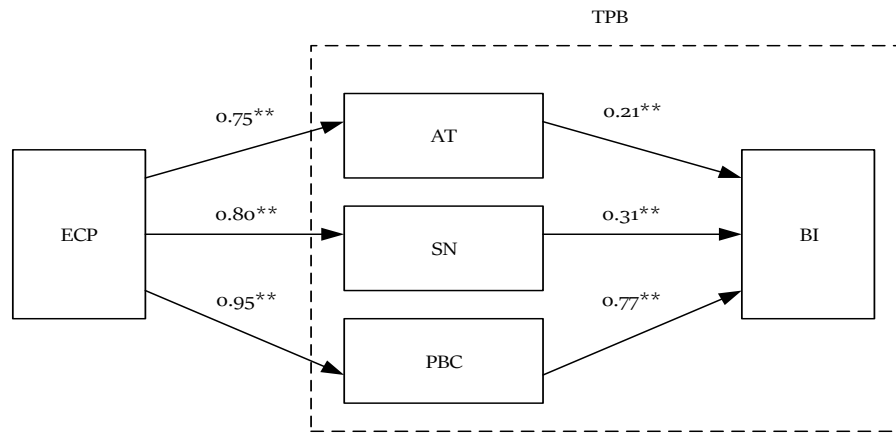 TPB
0.75**
0.21**
AT
0.80**
0.31**
ECP
SN
BI
0.95**
0.77**
PBC